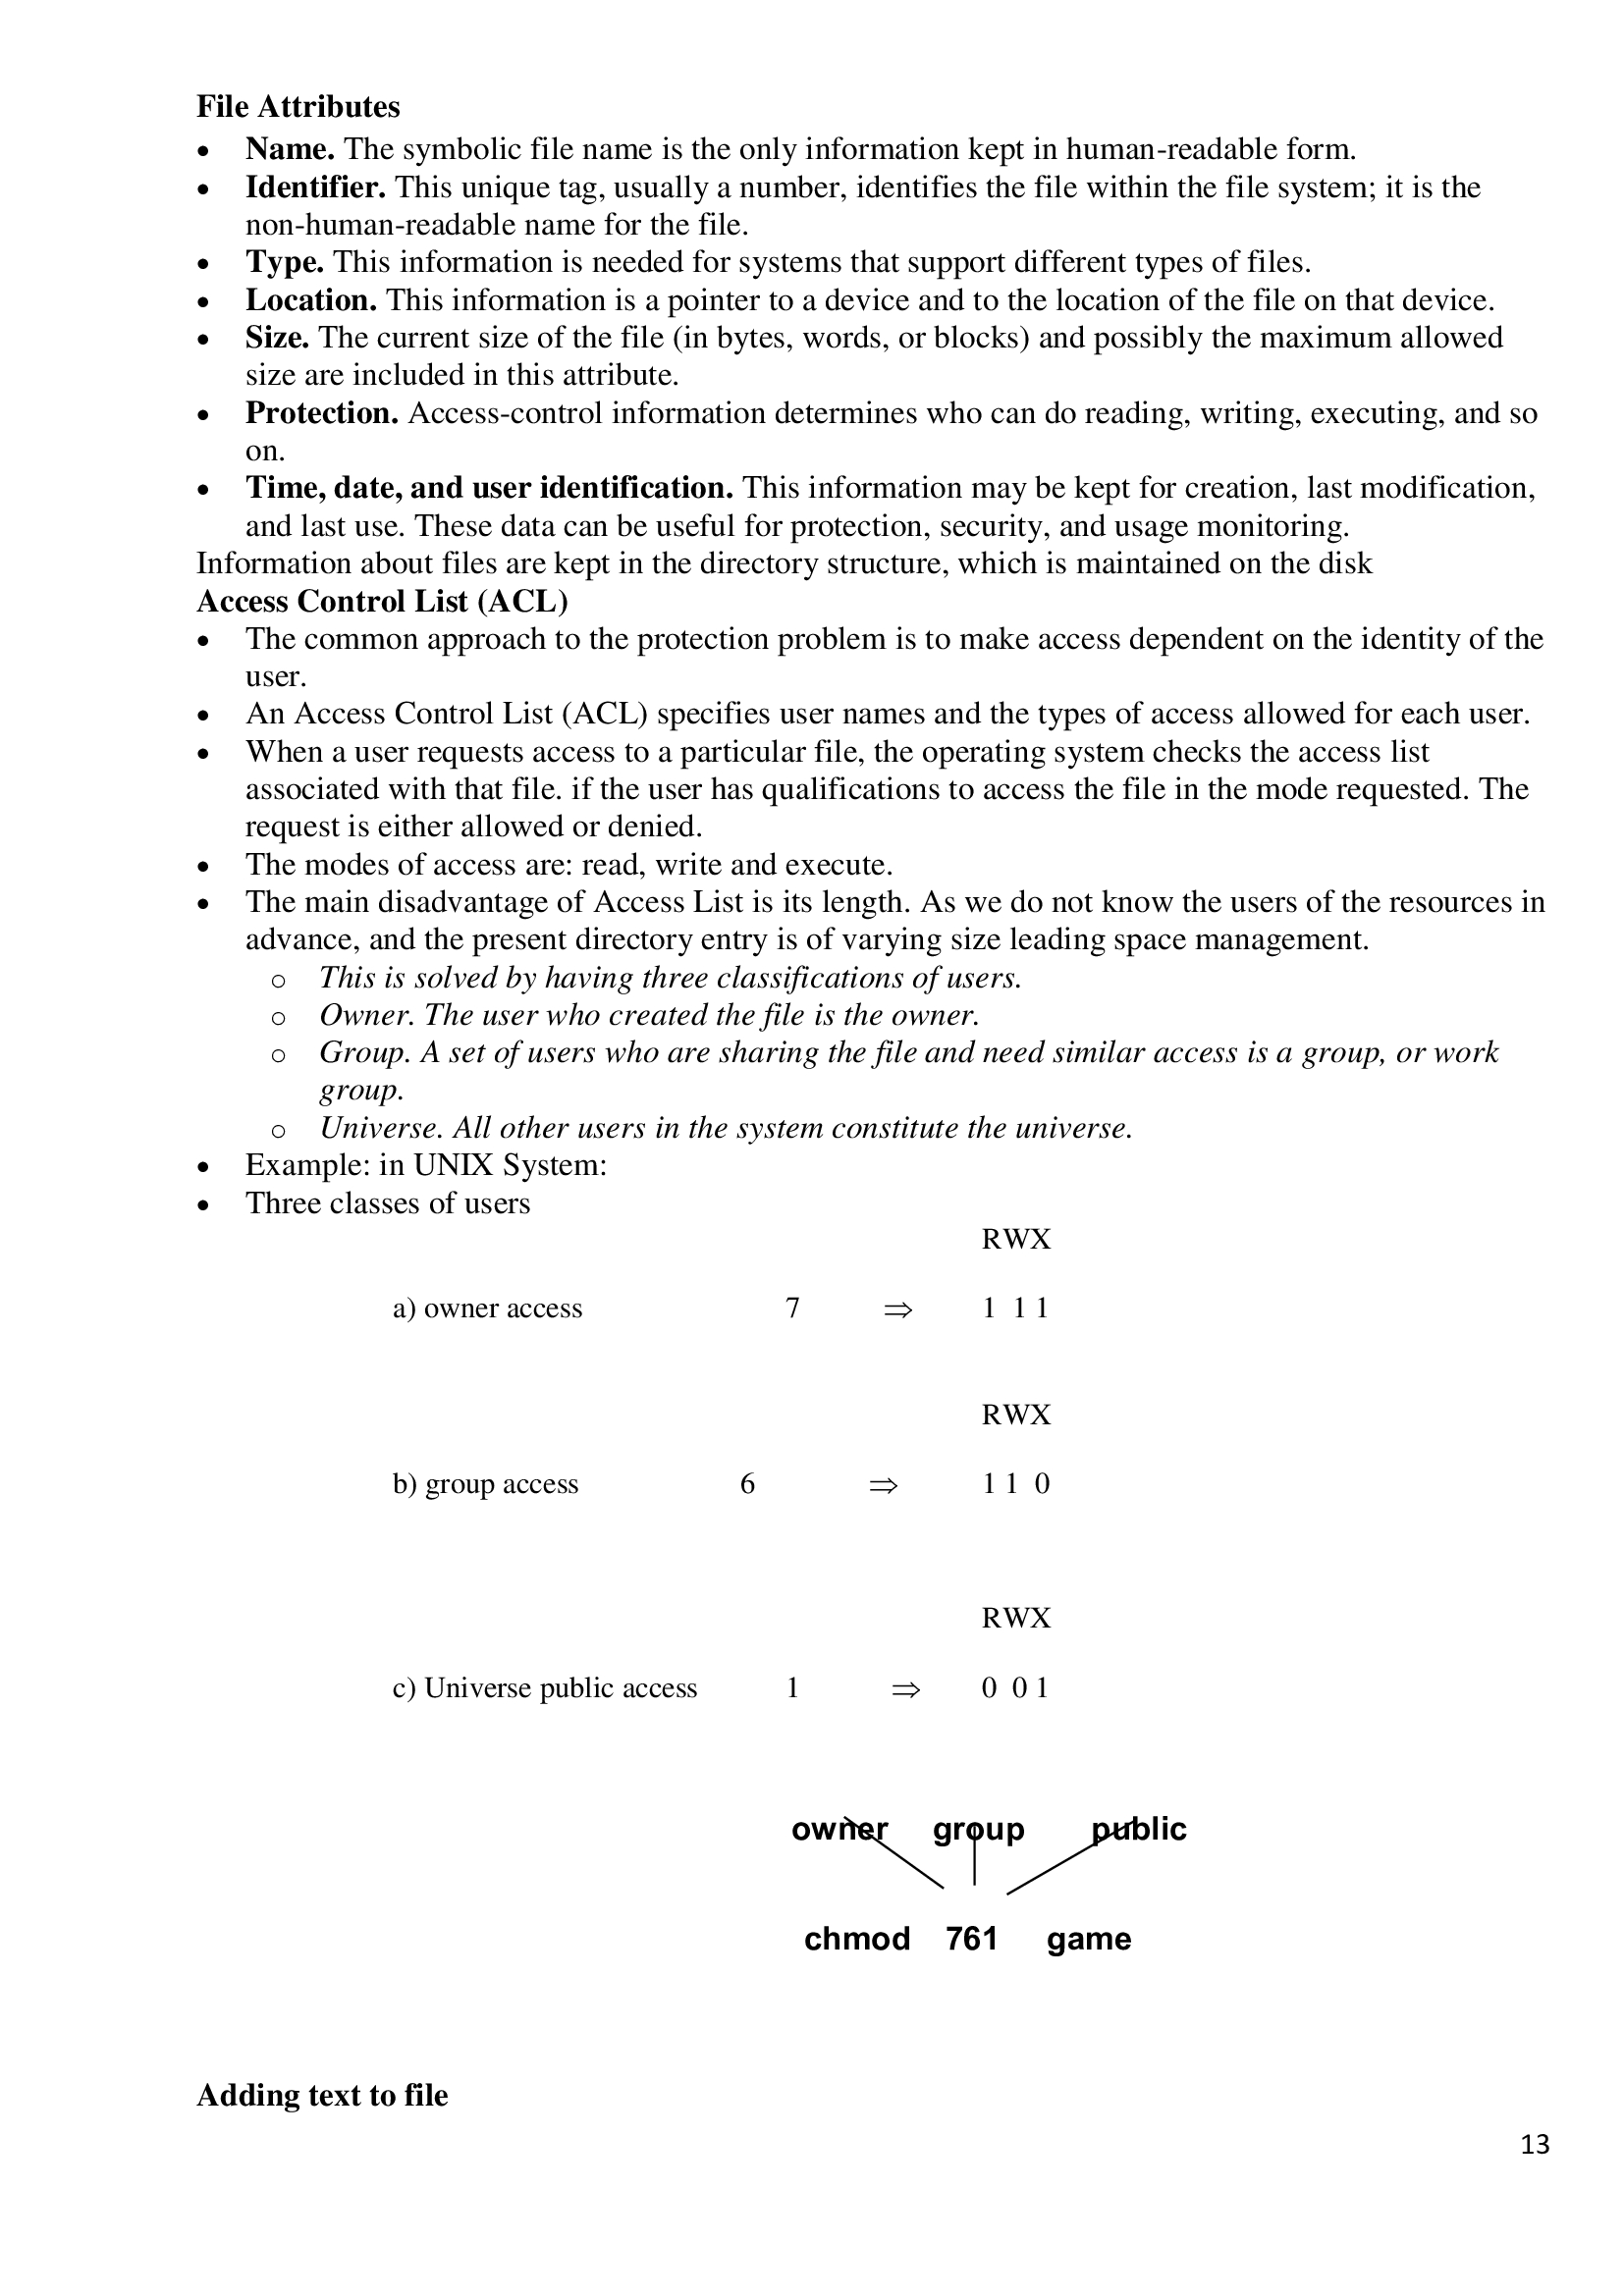 File Attributes
• Name. The symbolic file name is the only information kept in human-readable form.
• Identifier. This unique tag, usually a number, identifies the file within the file system; it is the
non-human-readable name for the file.
• Type. This information is needed for systems that support different types of files.
• Location. This information is a pointer to a device and to the location of the file on that device.
• Size. The current size of the file (in bytes, words, or blocks) and possibly the maximum allowed
size are included in this attribute.
• Protection. Access-control information determines who can do reading, writing, executing, and so
on.
• Time, date, and user identification. This information may be kept for creation, last modification,
and last use. These data can be useful for protection, security, and usage monitoring.
Information about files are kept in the directory structure, which is maintained on the disk
Access Control List (ACL)
• The common approach to the protection problem is to make access dependent on the identity of the
user.
• An Access Control List (ACL) specifies user names and the types of access allowed for each user.
• When a user requests access to a particular file, the operating system checks the access list
associated with that file. if the user has qualifications to access the file in the mode requested. The
request is either allowed or denied.
• The modes of access are: read, write and execute.
• The main disadvantage of Access List is its length. As we do not know the users of the resources in
advance, and the present directory entry is of varying size leading space management.
o This is solved by having three classifications of users.
o Owner. The user who created the file is the owner.
o Group. A set of users who are sharing the file and need similar access is a group, or work
group.
o Universe. All other users in the system constitute the universe.
• Example: in UNIX System:
• Three classes of users
RWX
a) owner access 7 ⇒ 1 1 1
RWX
b) group access 6 ⇒ 1 1 0
RWX
c) Universe public access 1 ⇒ 0 0 1
owner group public
chmod 761 game
Adding text to file
13